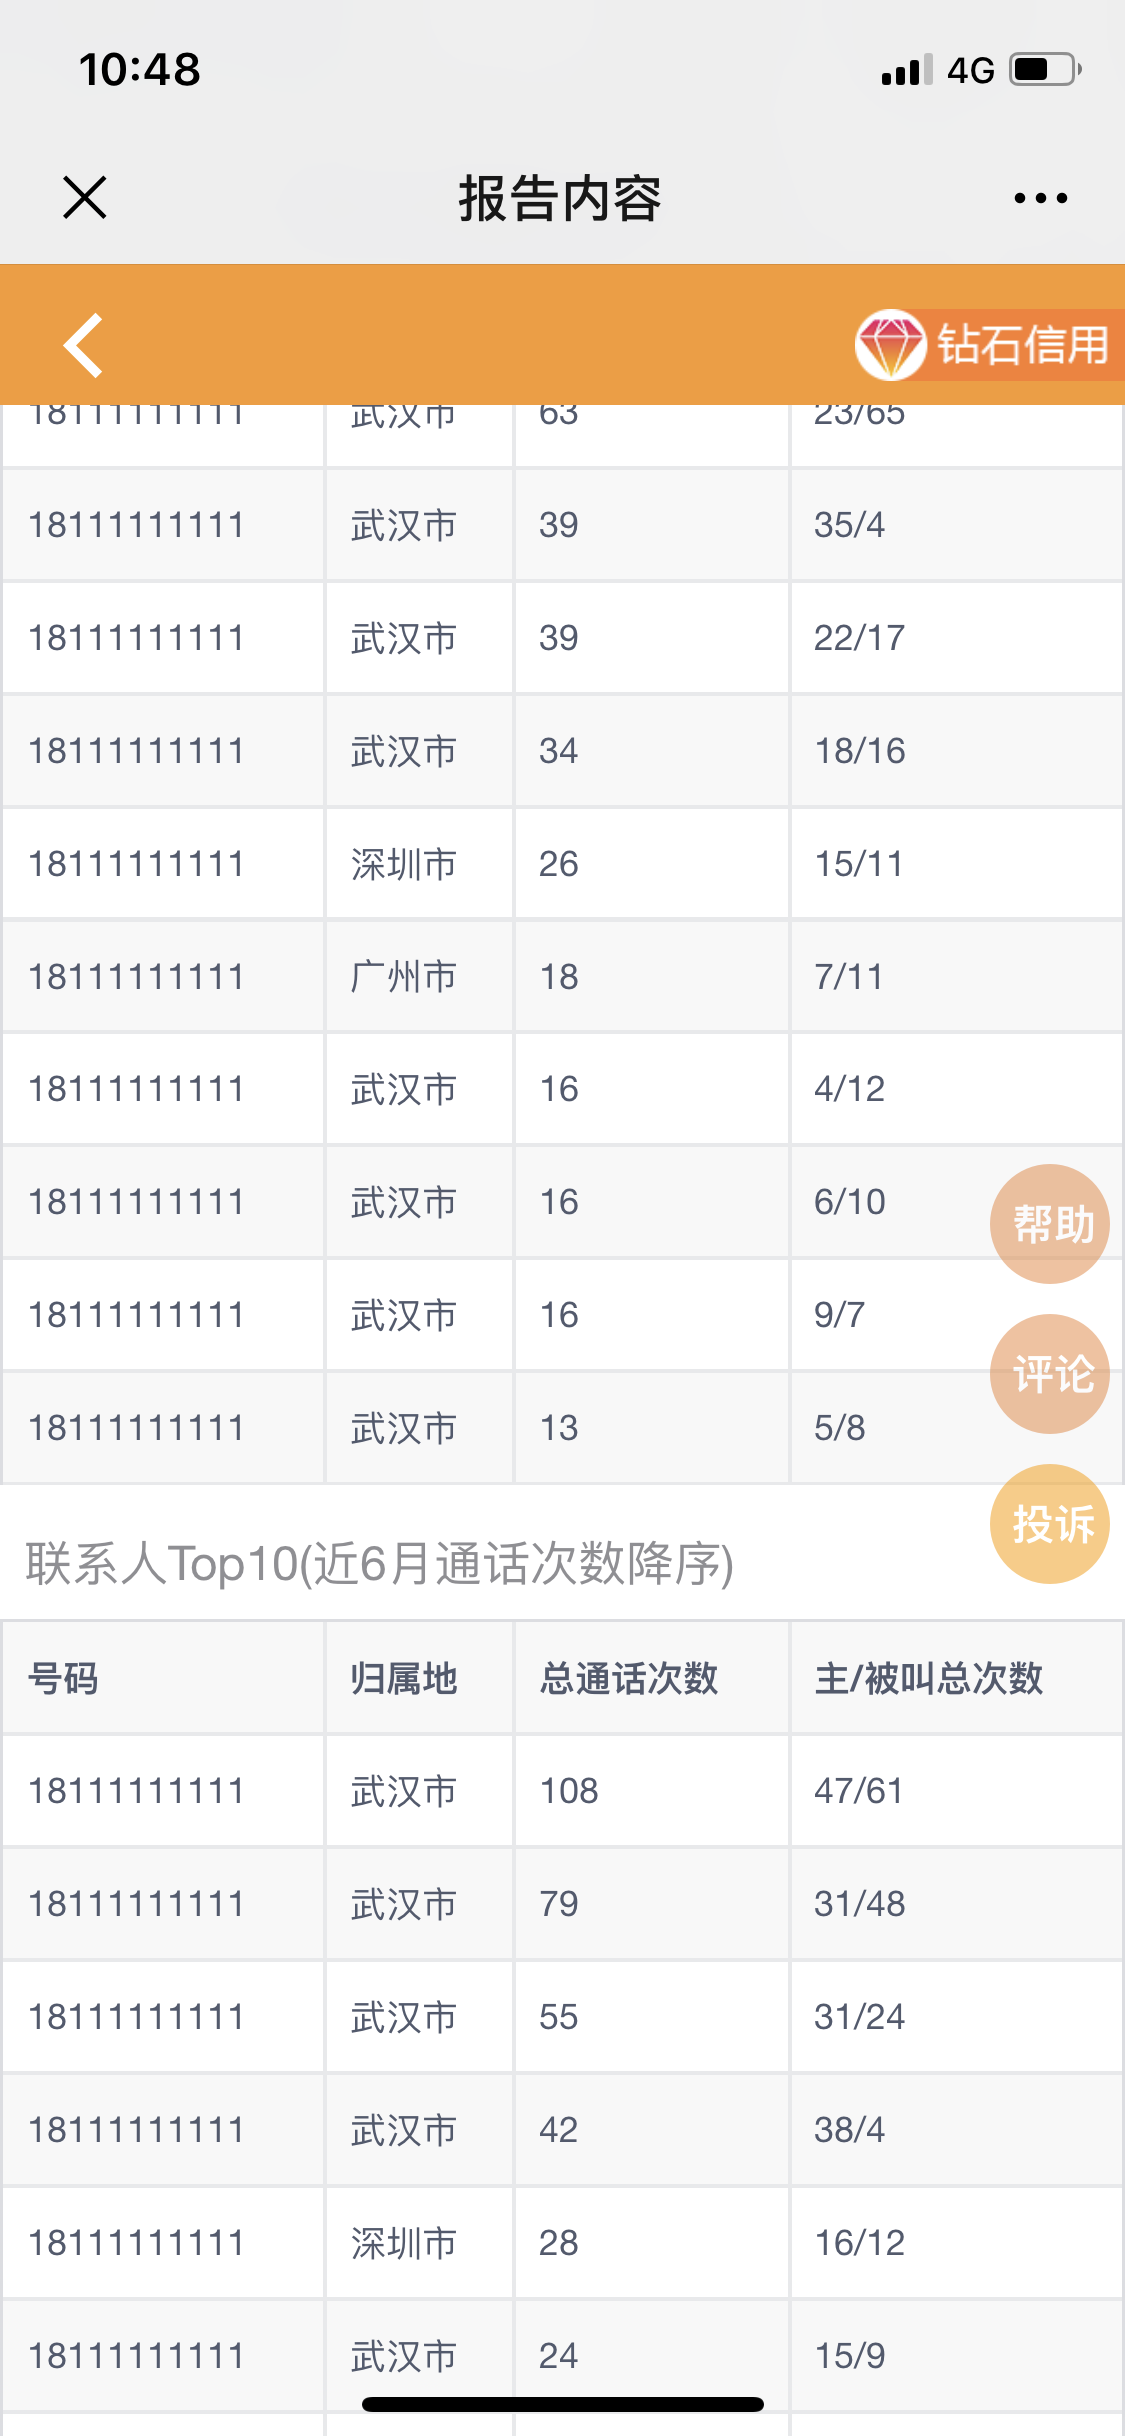 10:48
4G
报告内容
钻石信用
18111111111 武汉市 63 23/65
18111111111 武汉市 39 35/4
18111111111 武汉市 39 22/17
18111111111 武汉市 34 18/16
18111111111 深圳市 26 15/11
18111111111 广州市 18 7/11
18111111111 武汉市 16 4/12
18111111111 武汉市 16 6/10
帮助
18111111111 武汉市 16 9/7
评论
18111111111 武汉市 13 5/8
投诉
联系人Top10(近6月通话次数降序)
号码 归属地 总通话次数 主/被叫总次数
18111111111 武汉市 108 47/61
18111111111 武汉市 79 31/48
18111111111 武汉市 55 31/24
18111111111 武汉市 42 38/4
18111111111 深圳市 28 16/12
18111111111 武汉市 24 15/9